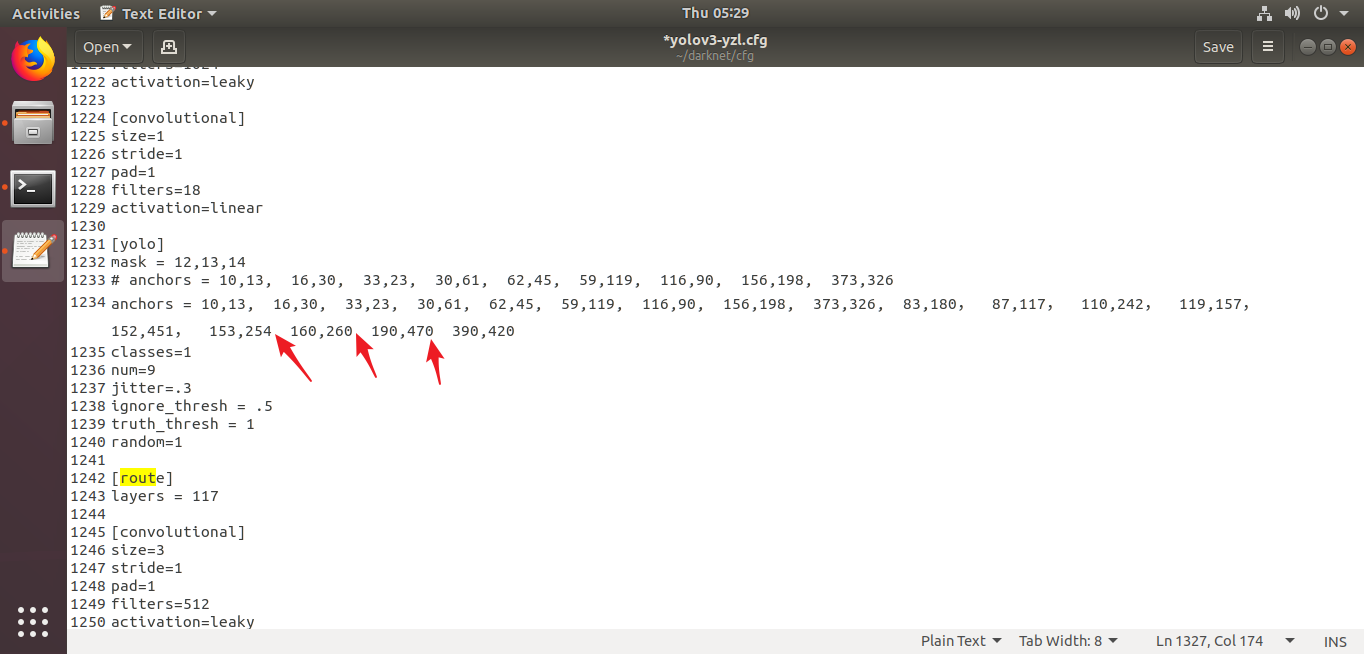 Activities Text Editor Thu 05:29
Open *yolov3-yzl.cfg Save
~/darknet/cfg
1222 activation=leaky
1223
1224 [convolutional]
1225 size=1
1226 stride=1
1227 pad=1
1228 filters=18
1229 activation=linear
1230
1231 [yolo]
1232 mask = 12,13,14
1233 # anchors = 10,13,  16,30,  33,23,  30,61,  62,45,  59,119,  116,90,  156,198,  373,326
1234 anchors = 10,13,  16,30,  33,23,  30,61,  62,45,  59,119,  116,90,  156,198,  373,326,  83,180,  87,117,  110,242,  119,157,
152,451,  153,254  160,260  190,470  390,420
1235 classes=1
1236 num=9
1237 jitter=.3
1238 ignore_thresh = .5
1239 truth_thresh = 1
1240 random=1
1241
1242 [route]
1243 layers = 117
1244
1245 [convolutional]
1246 size=3
1247 stride=1
1248 pad=1
1249 filters=512
1250 activation=leaky
Plain Text Tab Width: 8 Ln 1327, Col 174 INS